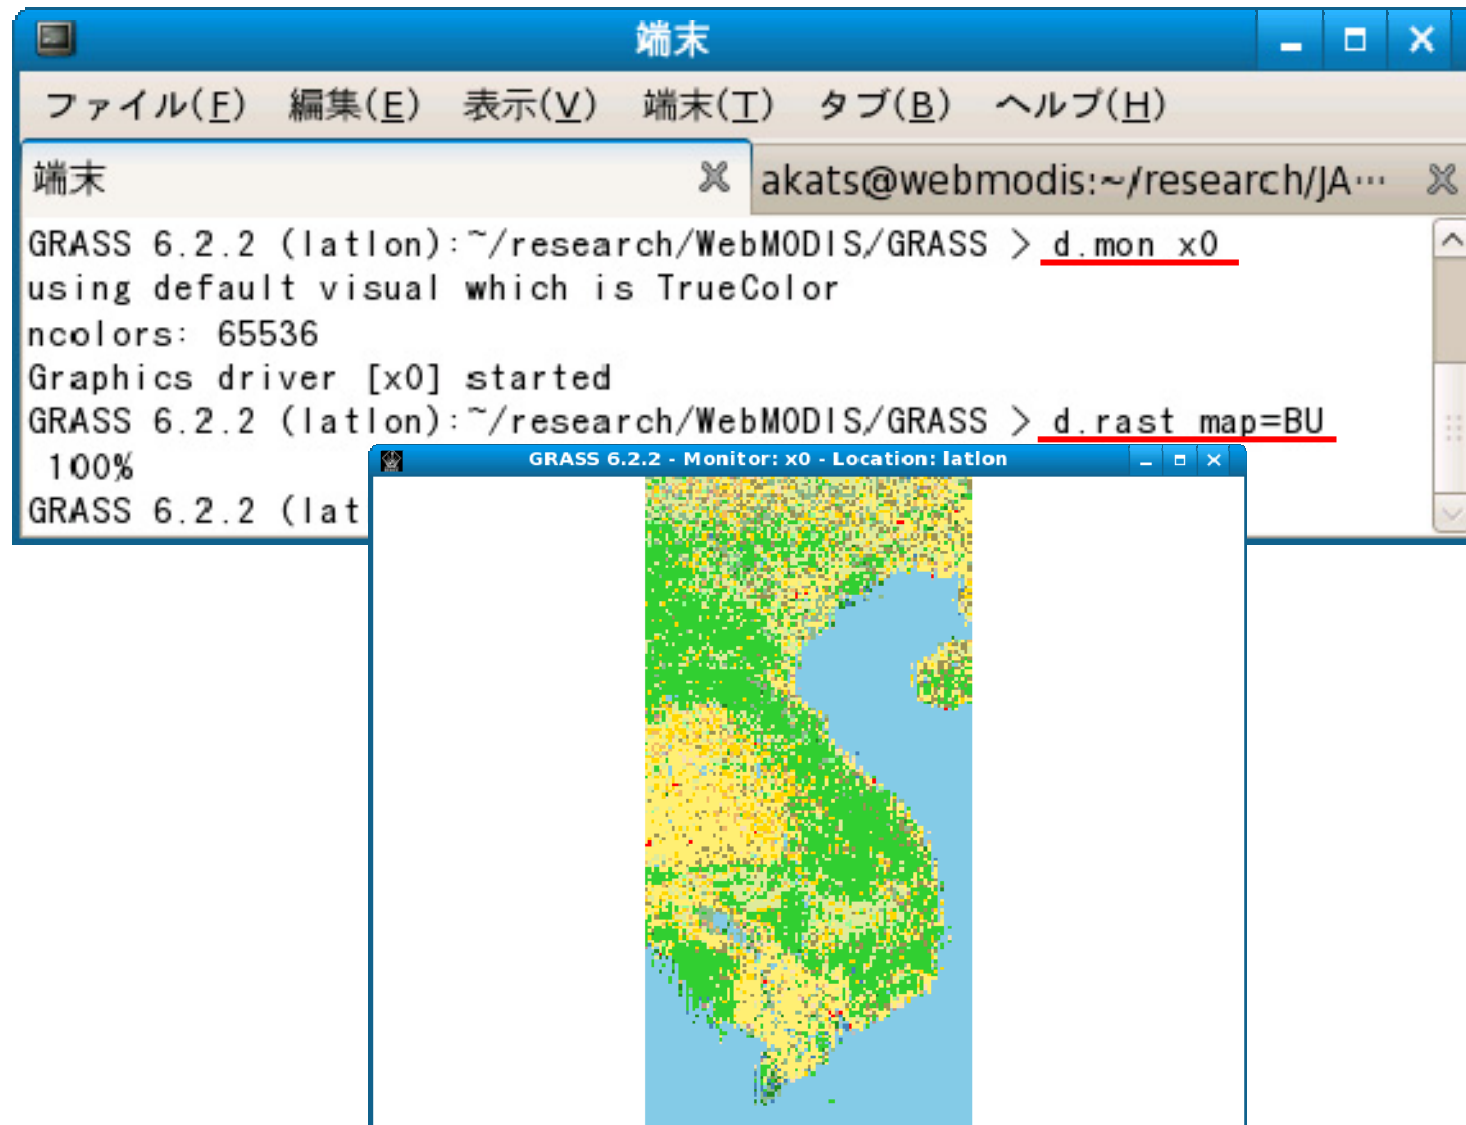 端末
ファイル(F) 編集(E) 表示(V) 端末(T) タブ(B) ヘルプ(H)
端末 akats@webmodis:~/research/JA…
GRASS 6.2.2 (latlon):~/research/WebMODIS/GRASS > d.mon x0
using default visual which is TrueColor
ncolors: 65536
Graphics driver [x0] started
GRASS 6.2.2 (latlon):~/research/WebMODIS/GRASS > d.rast map=BU
100%
GRASS 6.2.2 (lat
GRASS 6.2.2 - Monitor: x0 - Location: latlon